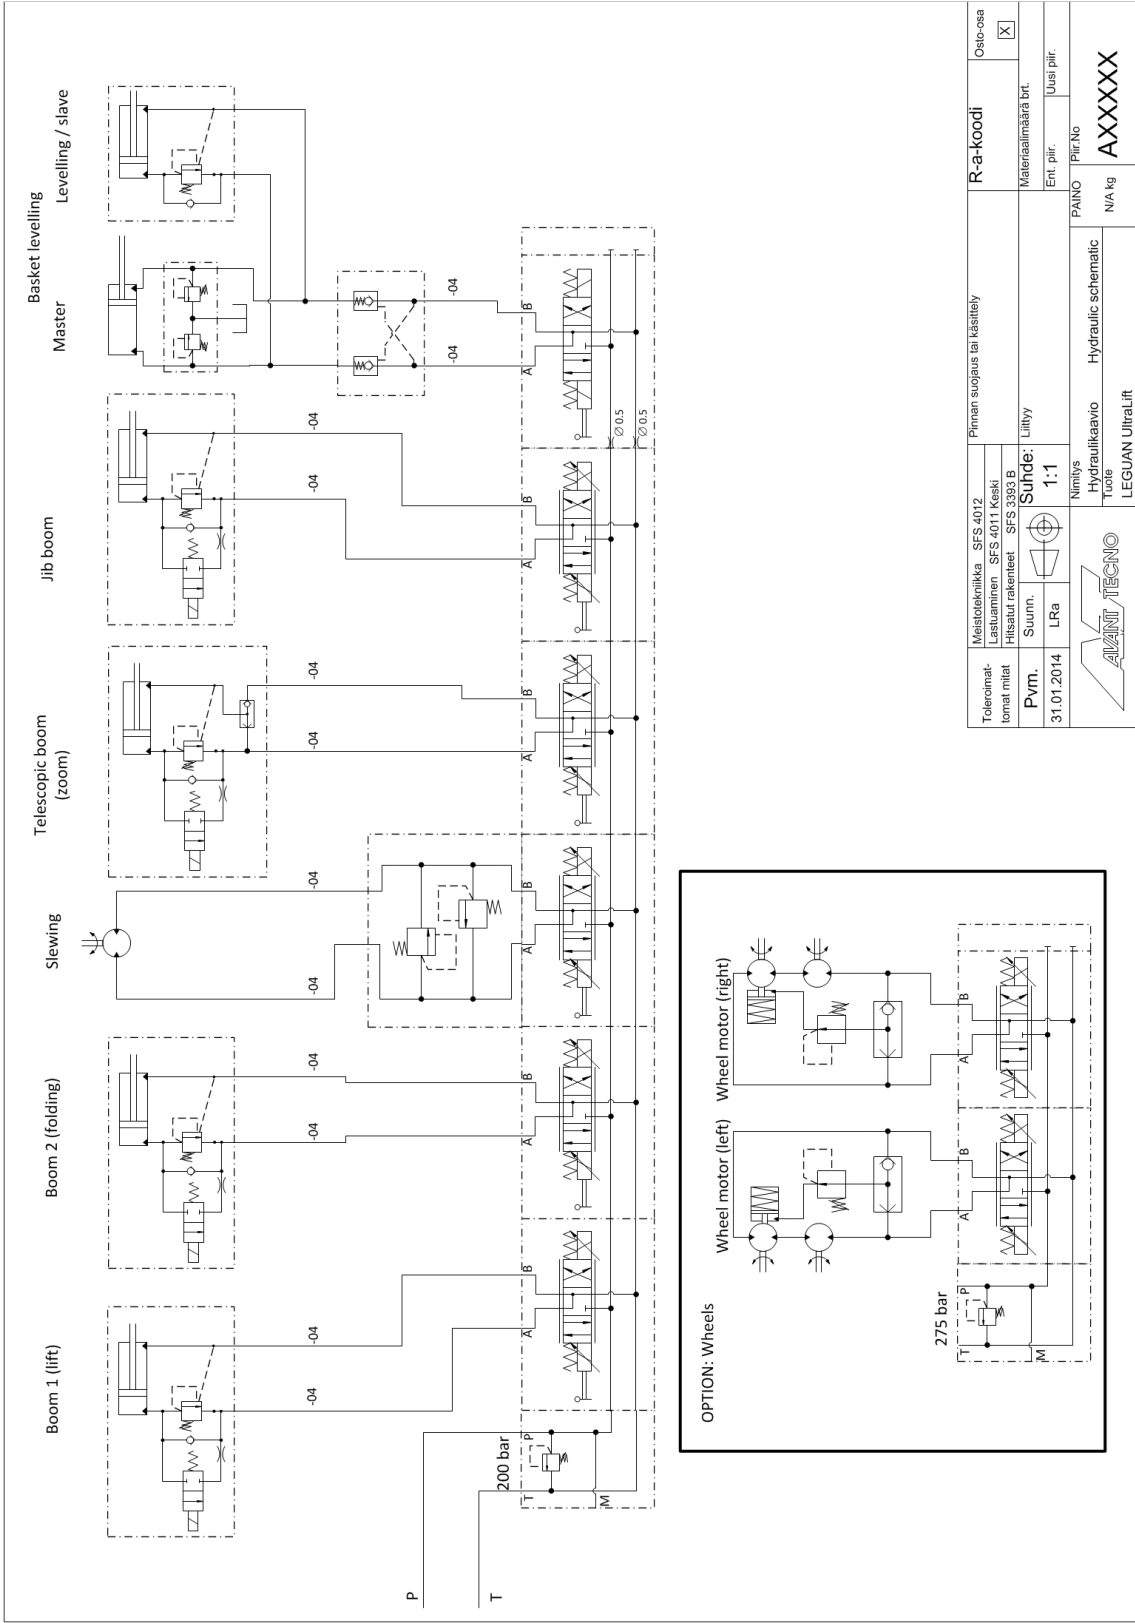 Boom 1 (lift)
Boom 2 (folding)
Slewing
Telescopic boom
(zoom)
Jib boom
Basket levelling
Master
Levelling / slave
-04
-04
-04
-04
-04
-04
-04
-04
-04
-04
-04
-04
P
T
200 bar
T
P
M
A
B
A
B
A
B
A
B
A
B
A
B
∅ 0.5
∅ 0.5
OPTION: Wheels
Wheel motor (left)
Wheel motor (right)
275 bar
T
P
M
A
B
A
B
Toleroimat-
tomat mitat
Meistotekniikka SFS 4012
Lastuaminen SFS 4011 Keski
Hitsatut rakenteet SFS 3393 B
Pinnan suojaus tai käsittely
R-a-koodi
Osto-osa
X
Pvm.
31.01.2014
Suunn.
LRa
Suhde:
1:1
Liittyy
Materiaalimäärä brt.
Ent. piir.
Uusi piir.
AVANT TECNO
Nimitys
Hydraulikaavio Hydraulic schematic
Tuote
LEGUAN UltraLift
PAINO
N/A kg
Piir.No
AXXXXX